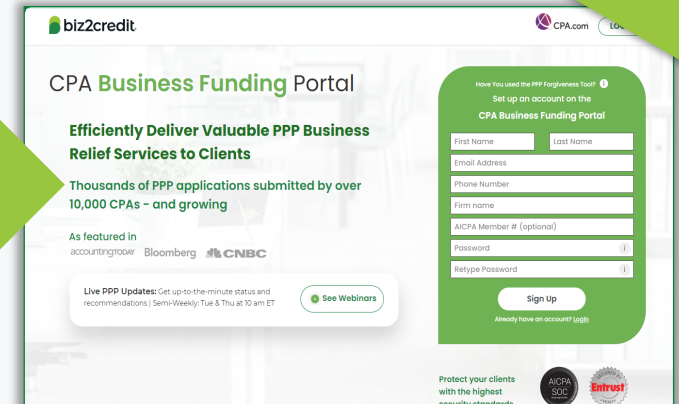 biz2credit
CPA.com
CPA Business Funding Portal
Efficiently Deliver Valuable PPP Business
Relief Services to Clients
Thousands of PPP applications submitted by over
10,000 CPAs - and growing
As featured in
accountingTODAY Bloomberg CNBC
Live PPP Updates: Get up-to-the-minute status and
recommendations | Semi-Weekly: Tue & Thu at 10 am ET
See Webinars
Have You used the PPP Forgiveness Tool? i
Set up an account on the
CPA Business Funding Portal
First Name Last Name
Email Address
Phone Number
Firm name
AICPA Member # (optional)
Password i
Retype Password i
Sign Up
Already have an account? Login
Protect your clients
with the highest
security standards
AICPA
SOC
Entrust